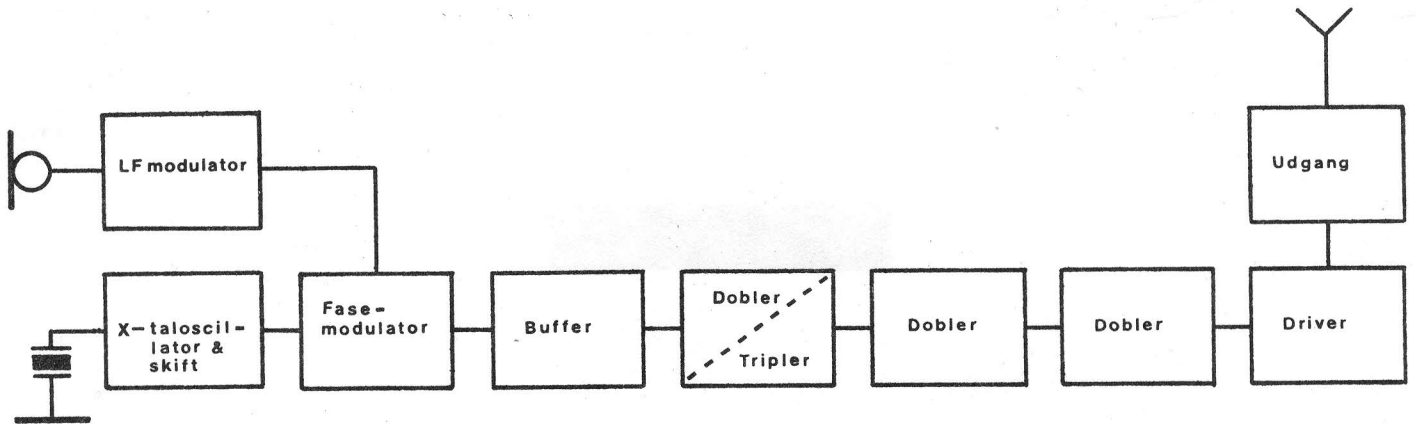 LF modulator
Udgang
X-taloscil-
lator &
skift
Fase-
modulator
Buffer
Dobler
Tripler
Dobler
Dobler
Driver